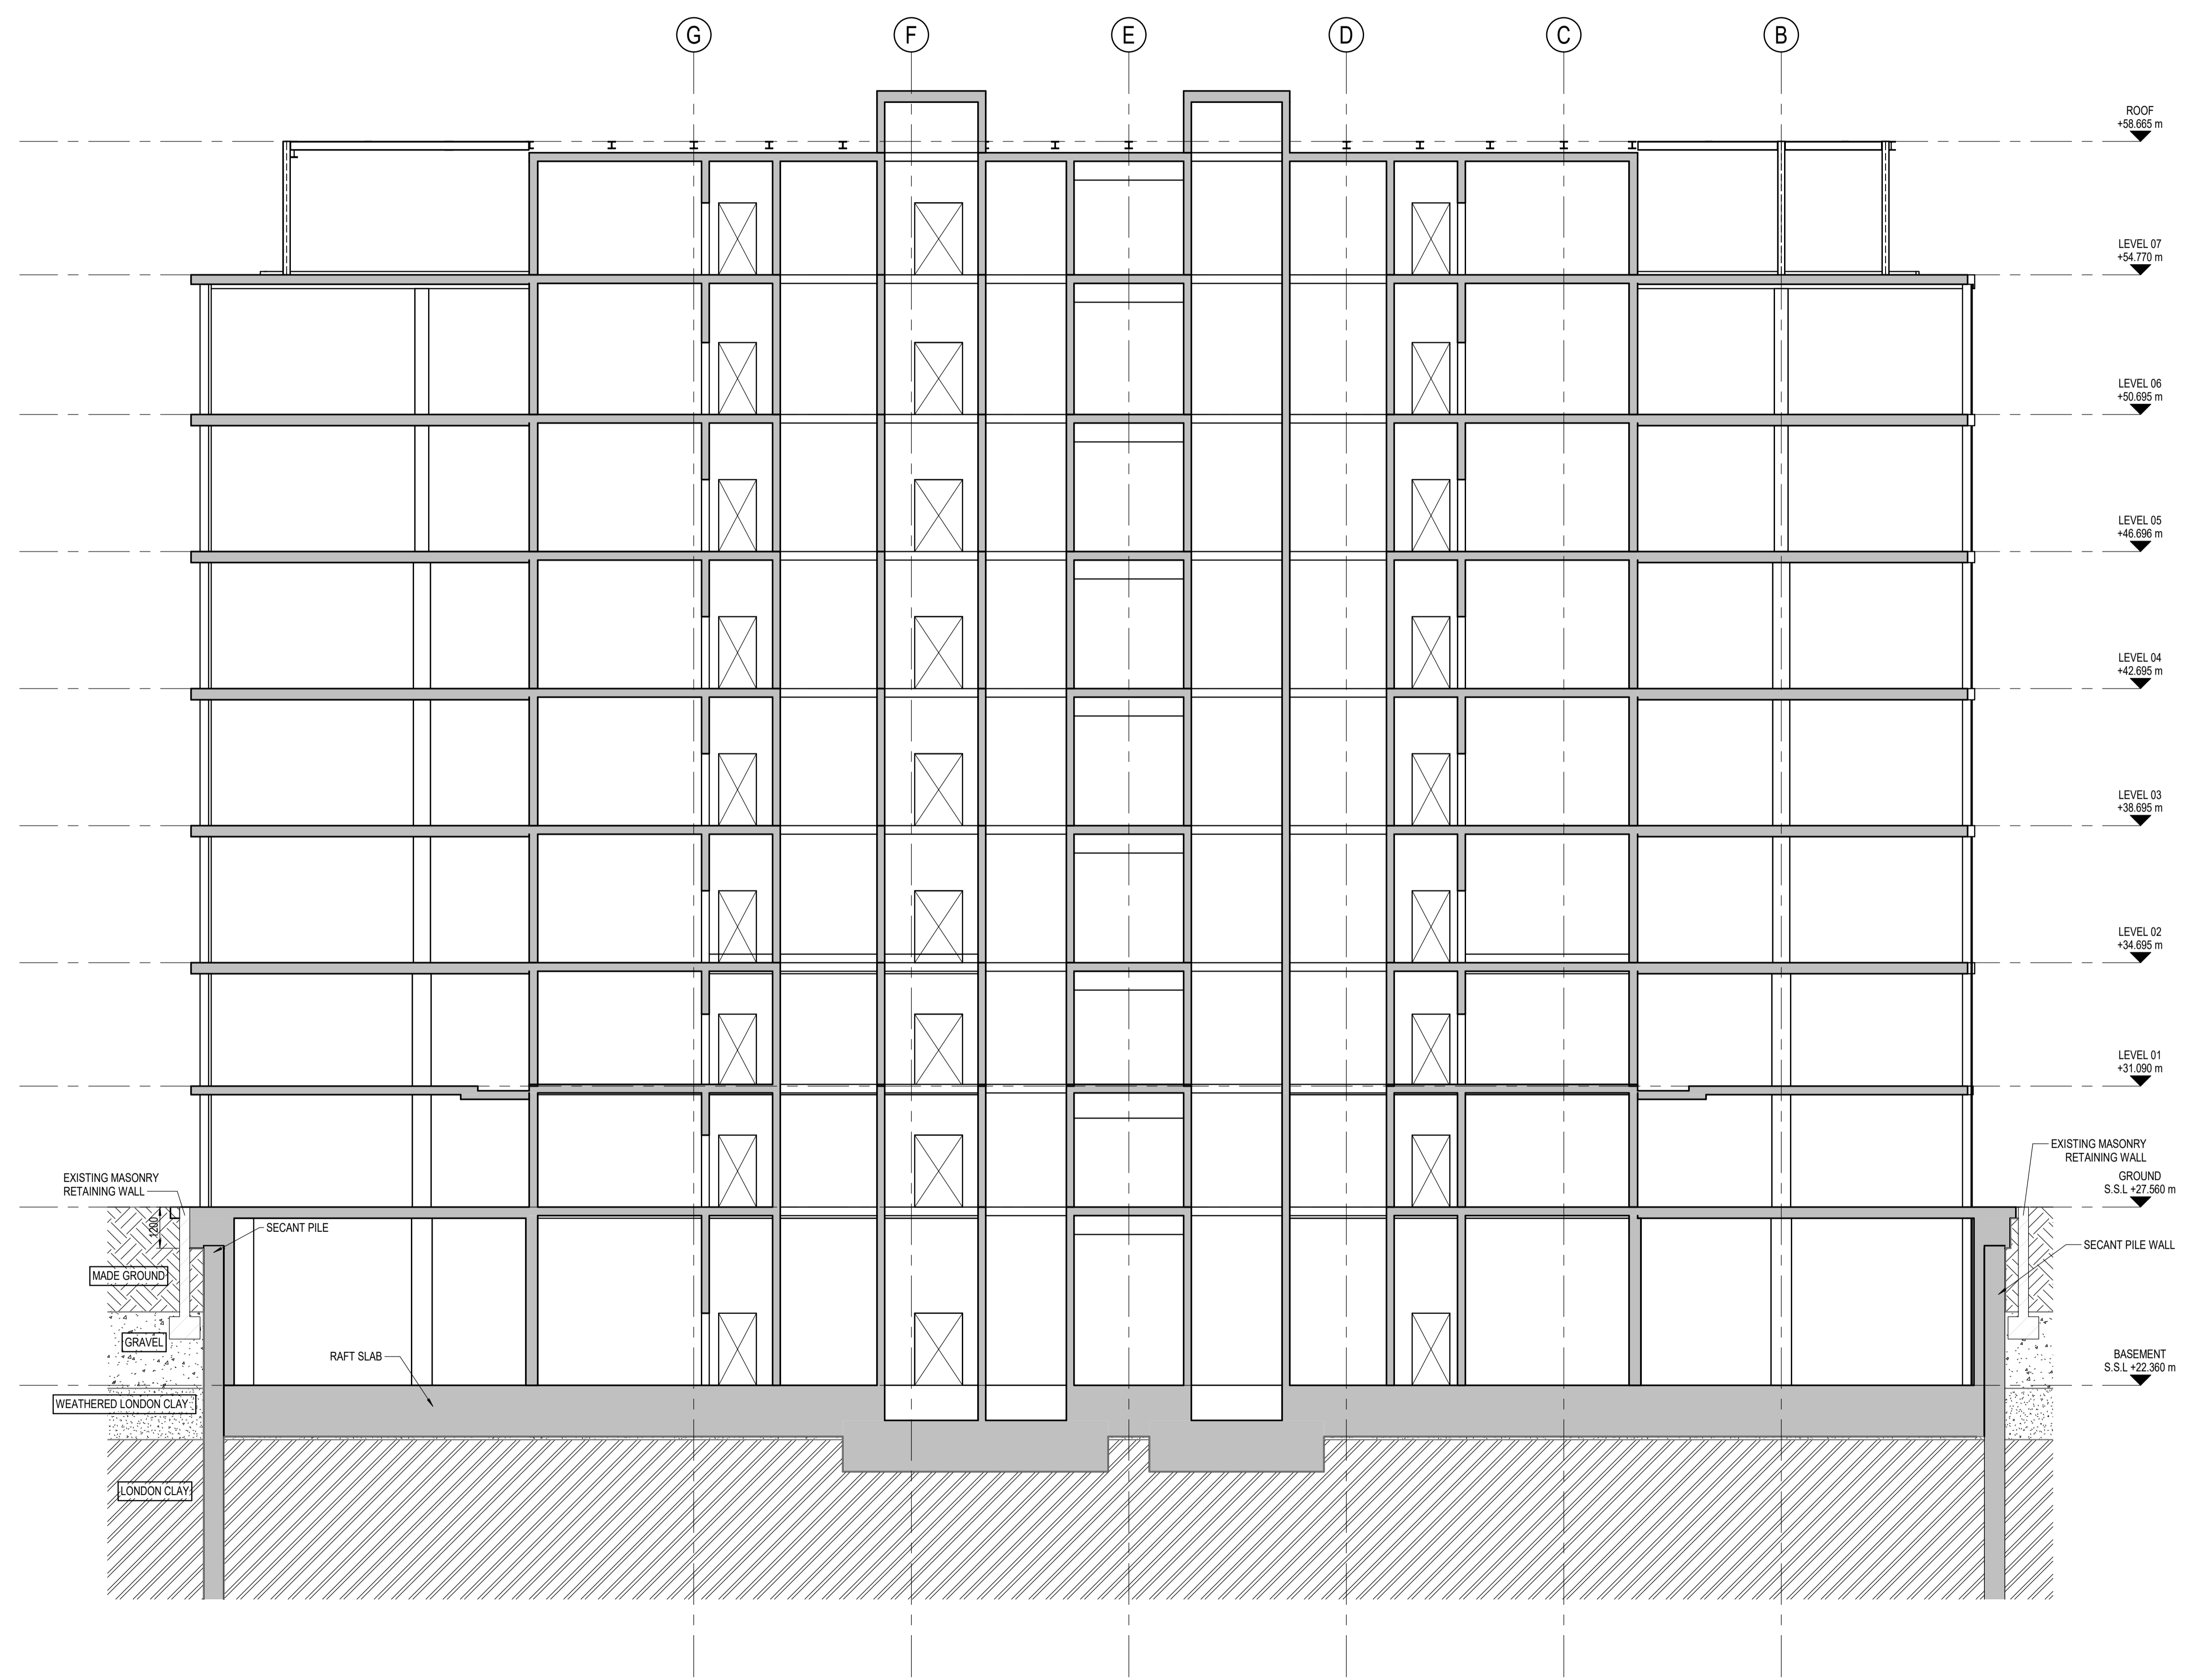 G
F
E
D
C
B
ROOF
+58.665 m
LEVEL 07
+54.770 m
LEVEL 06
+50.695 m
LEVEL 05
+46.696 m
LEVEL 04
+42.695 m
LEVEL 03
+38.695 m
LEVEL 02
+34.695 m
LEVEL 01
+31.090 m
EXISTING MASONRY
RETAINING WALL
GROUND
S.S.L +27.560 m
EXISTING MASONRY
RETAINING WALL
1200
SECANT PILE
SECANT PILE WALL
MADE GROUND
GRAVEL
RAFT SLAB
BASEMENT
S.S.L +22.360 m
WEATHERED LONDON CLAY
LONDON CLAY